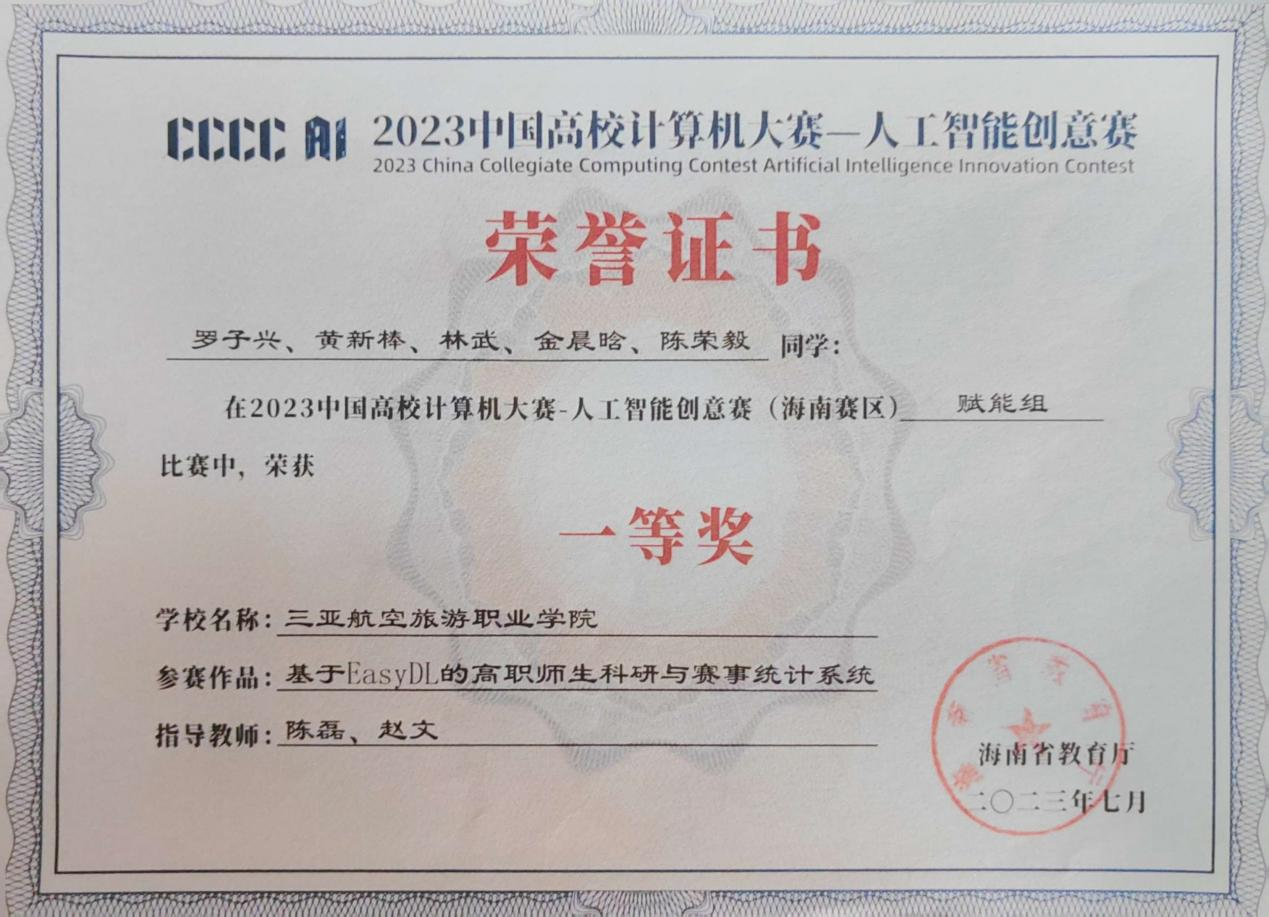 CCCC AI 2023中国高校计算机大赛—人工智能创意赛
2023 China Collegiate Computing Contest Artificial Intelligence Innovation Contest
荣誉证书
罗子兴、黄新棒、林武、金晨晗、陈荣毅 同学：
在2023中国高校计算机大赛-人工智能创意赛（海南赛区）赋能组
比赛中，荣获
一等奖
学校名称：三亚航空旅游职业学院
参赛作品：基于EasyDL的高职师生科研与赛事统计系统
指导教师：陈磊、赵文
海南省教育厅
海南省教育厅
二〇二三年七月